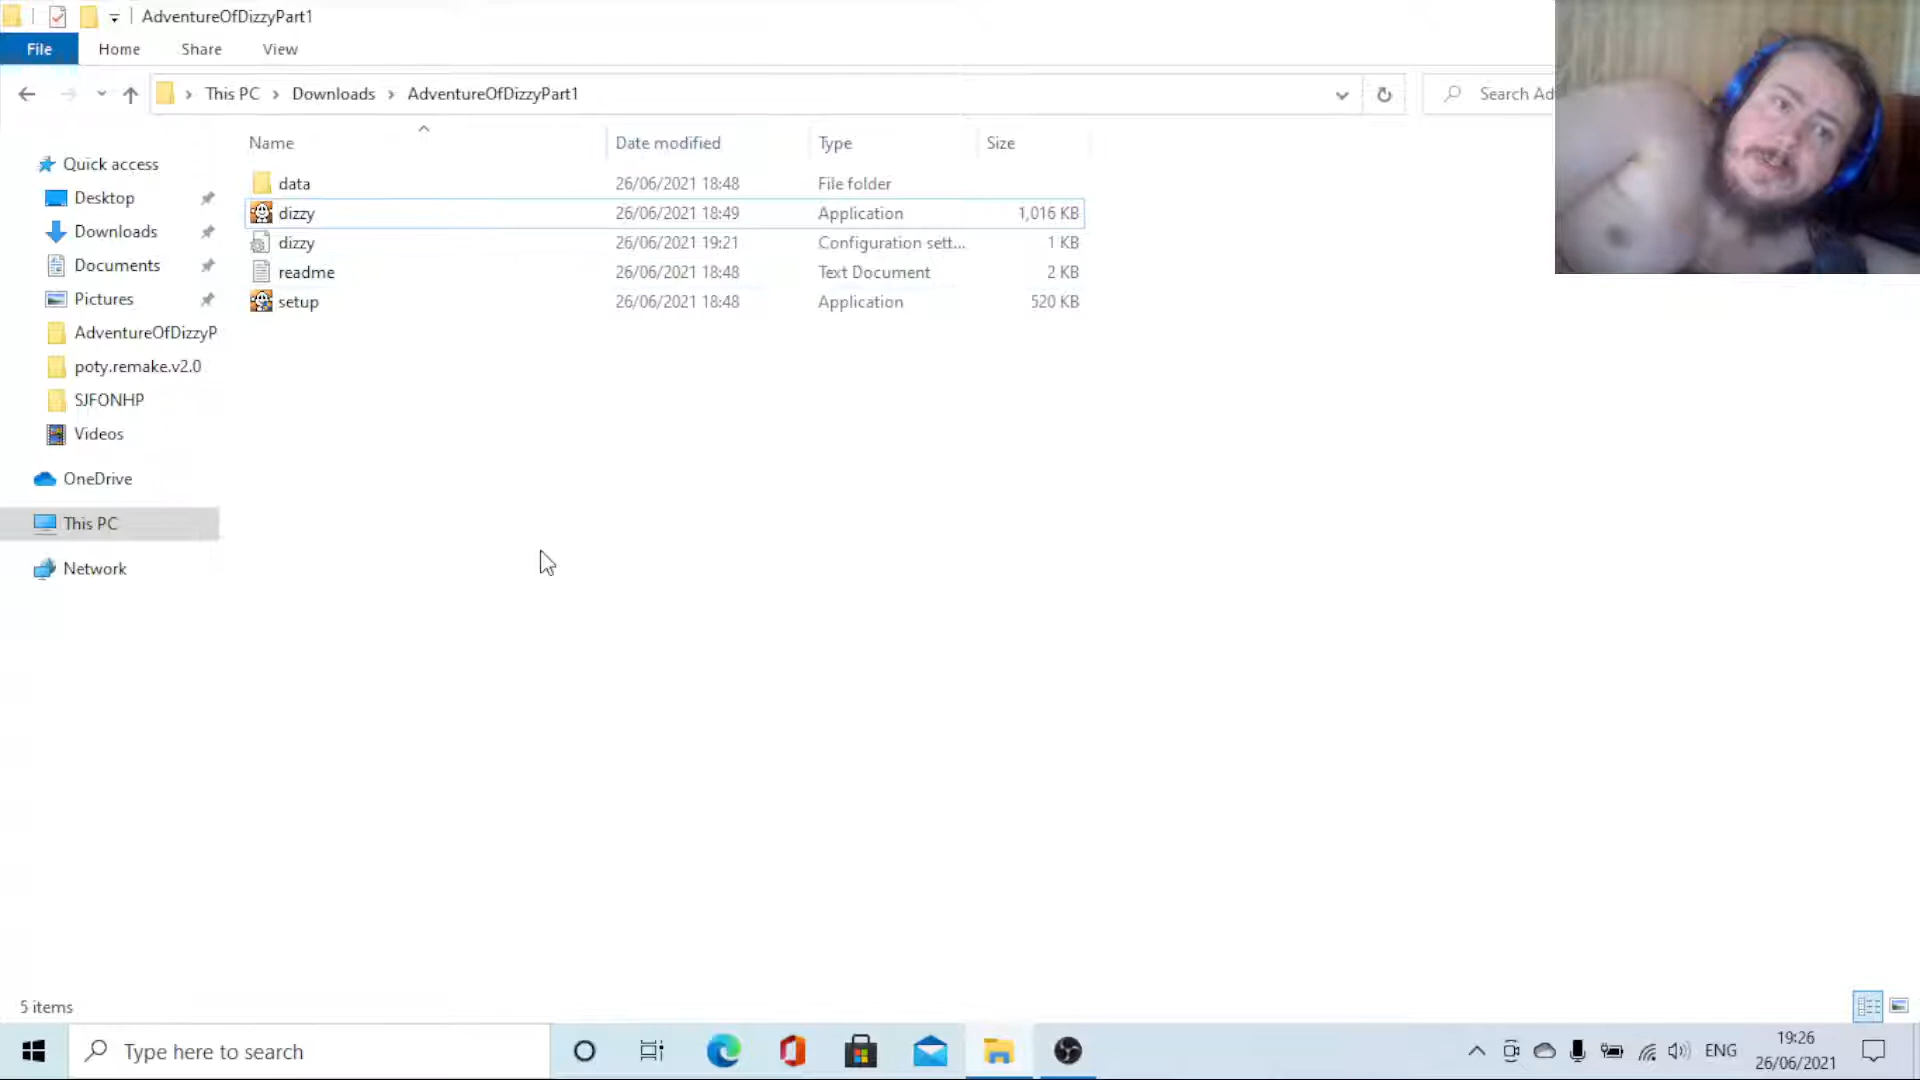 AdventureOfDizzyPart1
File Home Share View
This PC Downloads AdventureOfDizzyPart1 Search Ad
Name Date modified Type Size
Quick access
data 26/06/2021 18:48 File folder
Desktop
dizzy 26/06/2021 18:49 Application 1,016 KB
Downloads
dizzy 26/06/2021 19:21 Configuration sett... 1 KB
Documents
readme 26/06/2021 18:48 Text Document 2 KB
Pictures
setup 26/06/2021 18:48 Application 520 KB
AdventureOfDizzyP
poty.remake.v2.0
SJFONHP
Videos
OneDrive
This PC
Network
5 items
Type here to search
ENG
19:26
26/06/2021